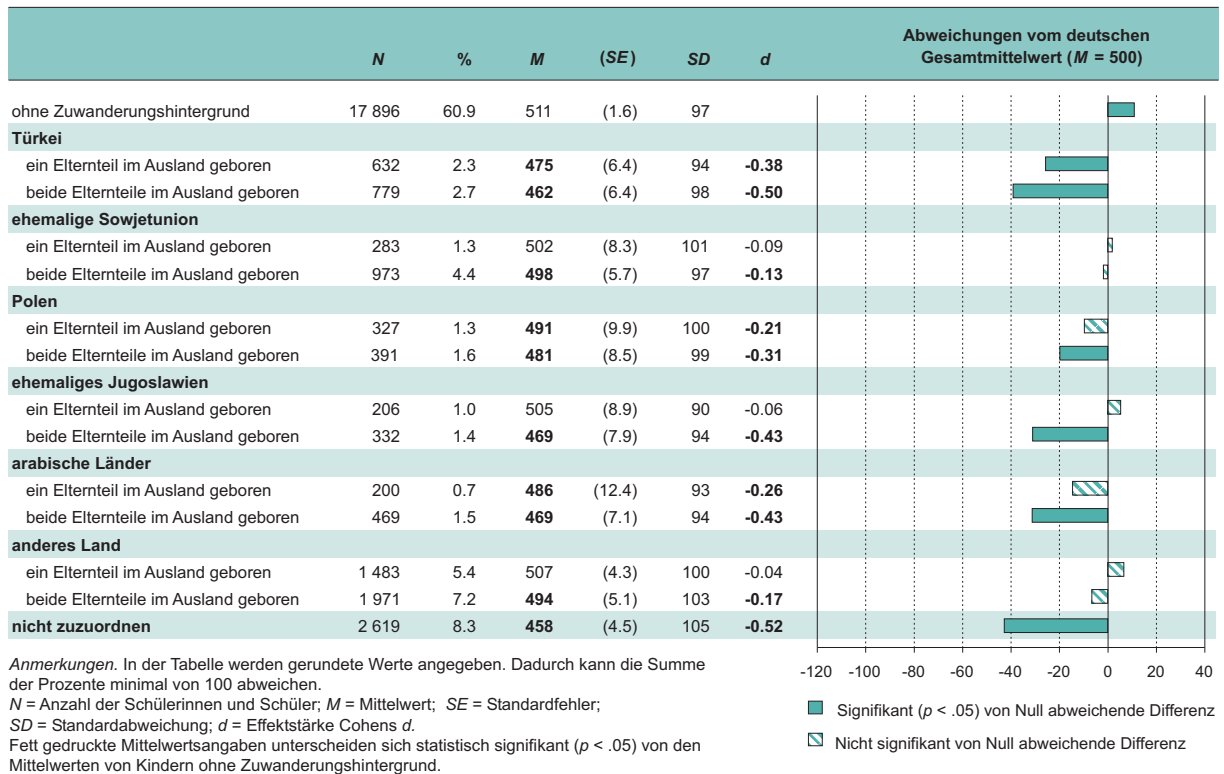 Abweichungen vom deutschen
N % M (SE) SD d Gesamtmittelwert (M = 500)
ohne Zuwanderungshintergrund 17 896 60.9 511 (1.6) 97
Türkei
ein Elternteil im Ausland geboren 632 2.3 475 (6.4) 94 -0.38
beide Elternteile im Ausland geboren 779 2.7 462 (6.4) 98 -0.50
ehemalige Sowjetunion
ein Elternteil im Ausland geboren 283 1.3 502 (8.3) 101 -0.09
beide Elternteile im Ausland geboren 973 4.4 498 (5.7) 97 -0.13
Polen
ein Elternteil im Ausland geboren 327 1.3 491 (9.9) 100 -0.21
beide Elternteile im Ausland geboren 391 1.6 481 (8.5) 99 -0.31
ehemaliges Jugoslawien
ein Elternteil im Ausland geboren 206 1.0 505 (8.9) 90 -0.06
beide Elternteile im Ausland geboren 332 1.4 469 (7.9) 94 -0.43
arabische Länder
ein Elternteil im Ausland geboren 200 0.7 486 (12.4) 93 -0.26
beide Elternteile im Ausland geboren 469 1.5 469 (7.1) 94 -0.43
anderes Land
ein Elternteil im Ausland geboren 1 483 5.4 507 (4.3) 100 -0.04
beide Elternteile im Ausland geboren 1 971 7.2 494 (5.1) 103 -0.17
nicht zuzuordnen 2 619 8.3 458 (4.5) 105 -0.52
-120 -100 -80 -60 -40 -20 0 20 40
Anmerkungen. In der Tabelle werden gerundete Werte angegeben. Dadurch kann die Summe
der Prozente minimal von 100 abweichen.
N = Anzahl der Schülerinnen und Schüler; M = Mittelwert; SE = Standardfehler;
SD = Standardabweichung; d = Effektstärke Cohens d.
Fett gedruckte Mittelwertsangaben unterscheiden sich statistisch signifikant (p < .05) von den
Mittelwerten von Kindern ohne Zuwanderungshintergrund.
Signifikant (p < .05) von Null abweichende Differenz
Nicht signifikant von Null abweichende Differenz